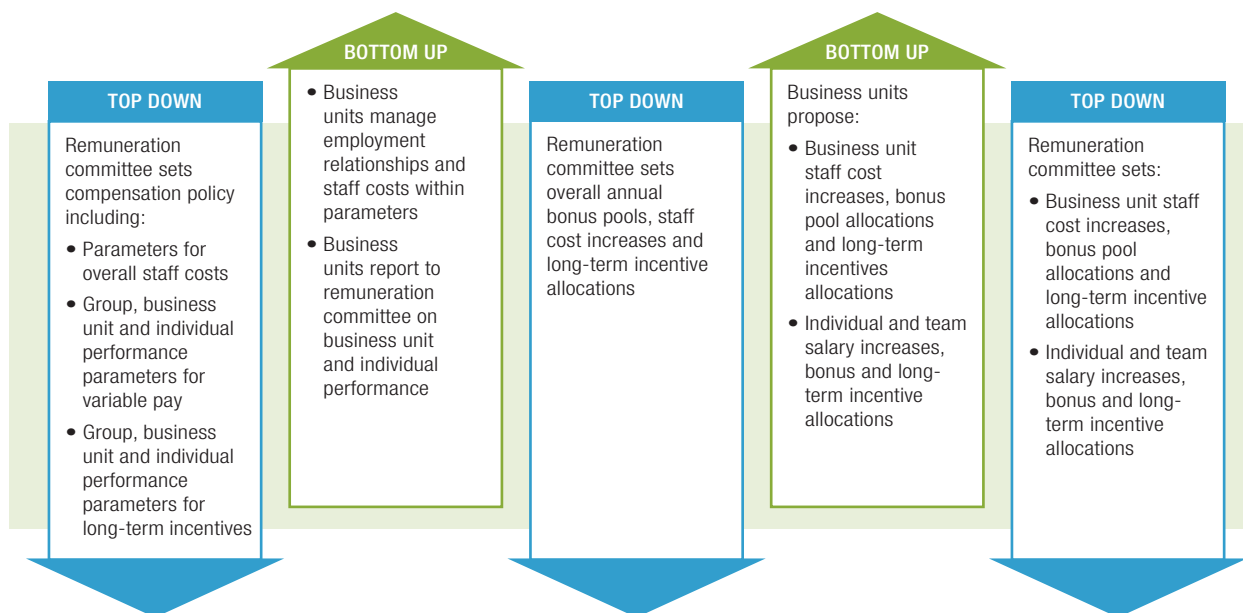 TOP DOWN
Remuneration
committee sets
compensation policy
including:
• Parameters for
overall staff costs
• Group, business
unit and individual
performance
parameters for
variable pay
• Group, business
unit and individual
performance
parameters for
long-term incentives
BOTTOM UP
• Business
units manage
employment
relationships and
staff costs within
parameters
• Business
units report to
remuneration
committee on
business unit
and individual
performance
TOP DOWN
Remuneration
committee sets
overall annual
bonus pools, staff
cost increases and
long-term incentive
allocations
BOTTOM UP
Business units
propose:
• Business unit
staff cost
increases, bonus
pool allocations
and long-term
incentives
allocations
• Individual and team
salary increases,
bonus and long-
term incentive
allocations
TOP DOWN
Remuneration
committee sets:
• Business unit staff
cost increases,
bonus pool
allocations and
long-term incentive
allocations
• Individual and team
salary increases,
bonus and long-
term incentive
allocations